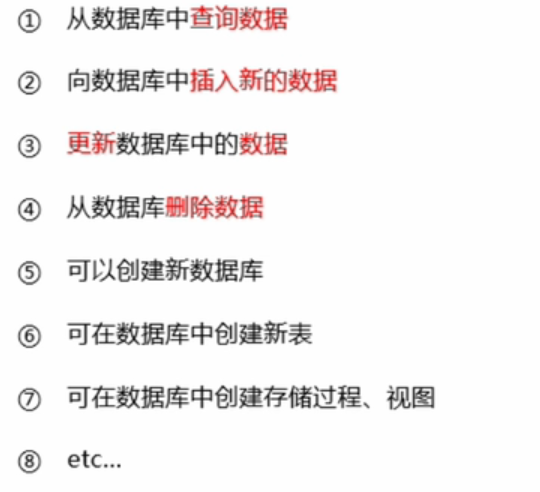 ① 从数据库中查询数据
② 向数据库中插入新的数据
③ 更新数据库中的数据
④ 从数据库删除数据
⑤ 可以创建新数据库
⑥ 可在数据库中创建新表
⑦ 可在数据库中创建存储过程、视图
⑧ etc...